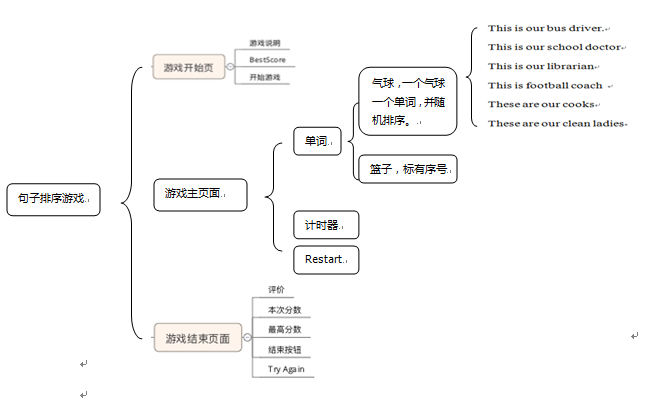 句子排序游戏
游戏开始页
游戏说明
BestScore
开始游戏
游戏主页面
单词
气球，一个气球
一个单词，并随
机排序。
This is our bus driver.
This is our school doctor
This is our librarian
This is football coach
These are our cooks
These are our clean ladies
篮子，标有序号
计时器
Restart
游戏结束页面
评价
本次分数
最高分数
结束按钮
Try Again